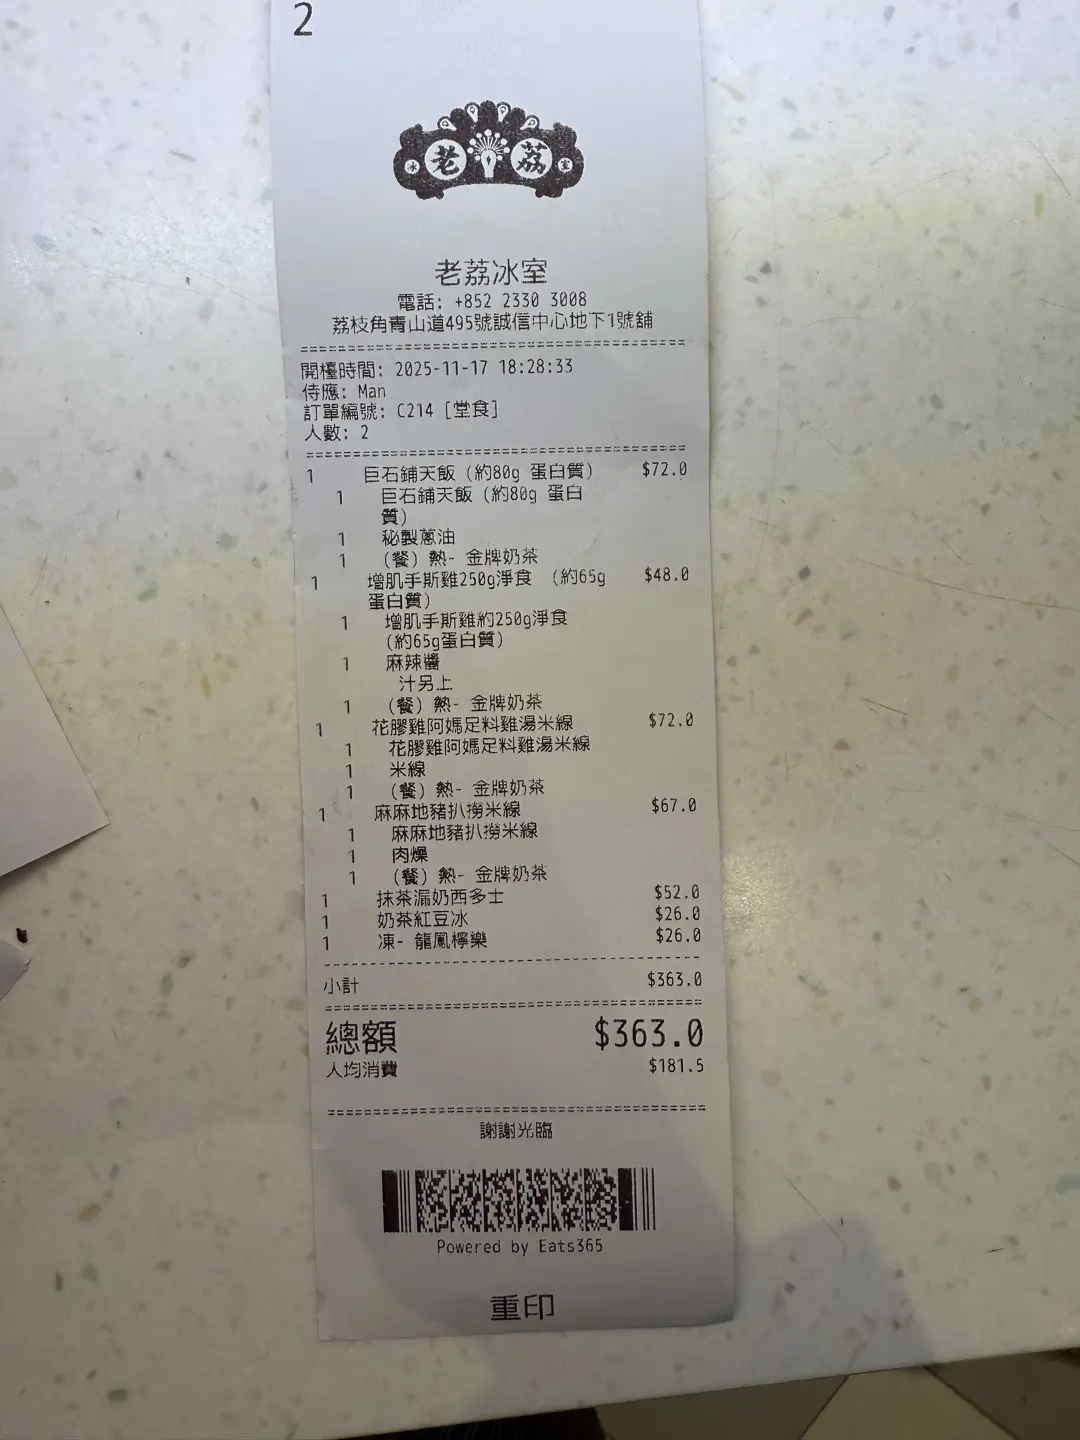 2
冰 老 荔 室
老荔冰室
電話: +852 2330 3008
荔枝角青山道495號誠信中心地下1號舖
開檯時間: 2025-11-17 18:28:33
侍應: Man
訂單編號: C214 [堂食]
人數: 2
1 巨石鋪天飯 (約80g 蛋白質) $72.0
1 巨石鋪天飯 (約80g 蛋白
質)
1 秘製蔥油
1 (餐) 熱- 金牌奶茶
1 增肌手斯雞250g淨食 (約65g $48.0
蛋白質)
1 增肌手斯雞約250g淨食
(約65g蛋白質)
1 麻辣醬
汁另上
1 (餐) 熱- 金牌奶茶
1 花膠雞阿媽足料雞湯米線 $72.0
1 花膠雞阿媽足料雞湯米線
1 米線
1 (餐) 熱- 金牌奶茶
1 麻麻地豬扒撈米線 $67.0
1 麻麻地豬扒撈米線
1 肉燥
1 (餐) 熱- 金牌奶茶
1 抹茶漏奶西多士 $52.0
1 奶茶紅豆冰 $26.0
1 凍- 龍鳳檸樂 $26.0
小計 $363.0
總額 $363.0
人均消費 $181.5
謝謝光臨
Powered by Eats365
重印